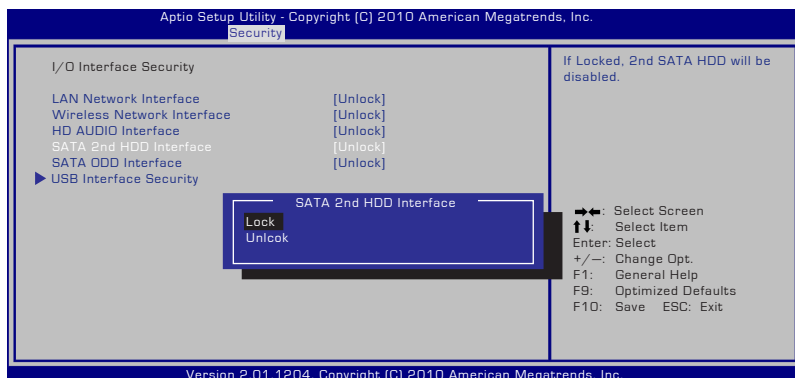 Aptio Setup Utility - Copyright (C) 2010 American Megatrends, Inc.
Security
I/O Interface Security
LAN Network Interface [Unlock]
Wireless Network Interface [Unlock]
HD AUDIO Interface [Unlock]
SATA 2nd HDD Interface [Unlock]
SATA ODD Interface [Unlock]
USB Interface Security
SATA 2nd HDD Interface
Lock
Unlcok
If Locked, 2nd SATA HDD will be
disabled.
→←: Select Screen
↑↓: Select Item
Enter: Select
+/—: Change Opt.
F1: General Help
F9: Optimized Defaults
F10: Save ESC: Exit
Version 2.01.1204. Copyright (C) 2010 American Megatrends, Inc.